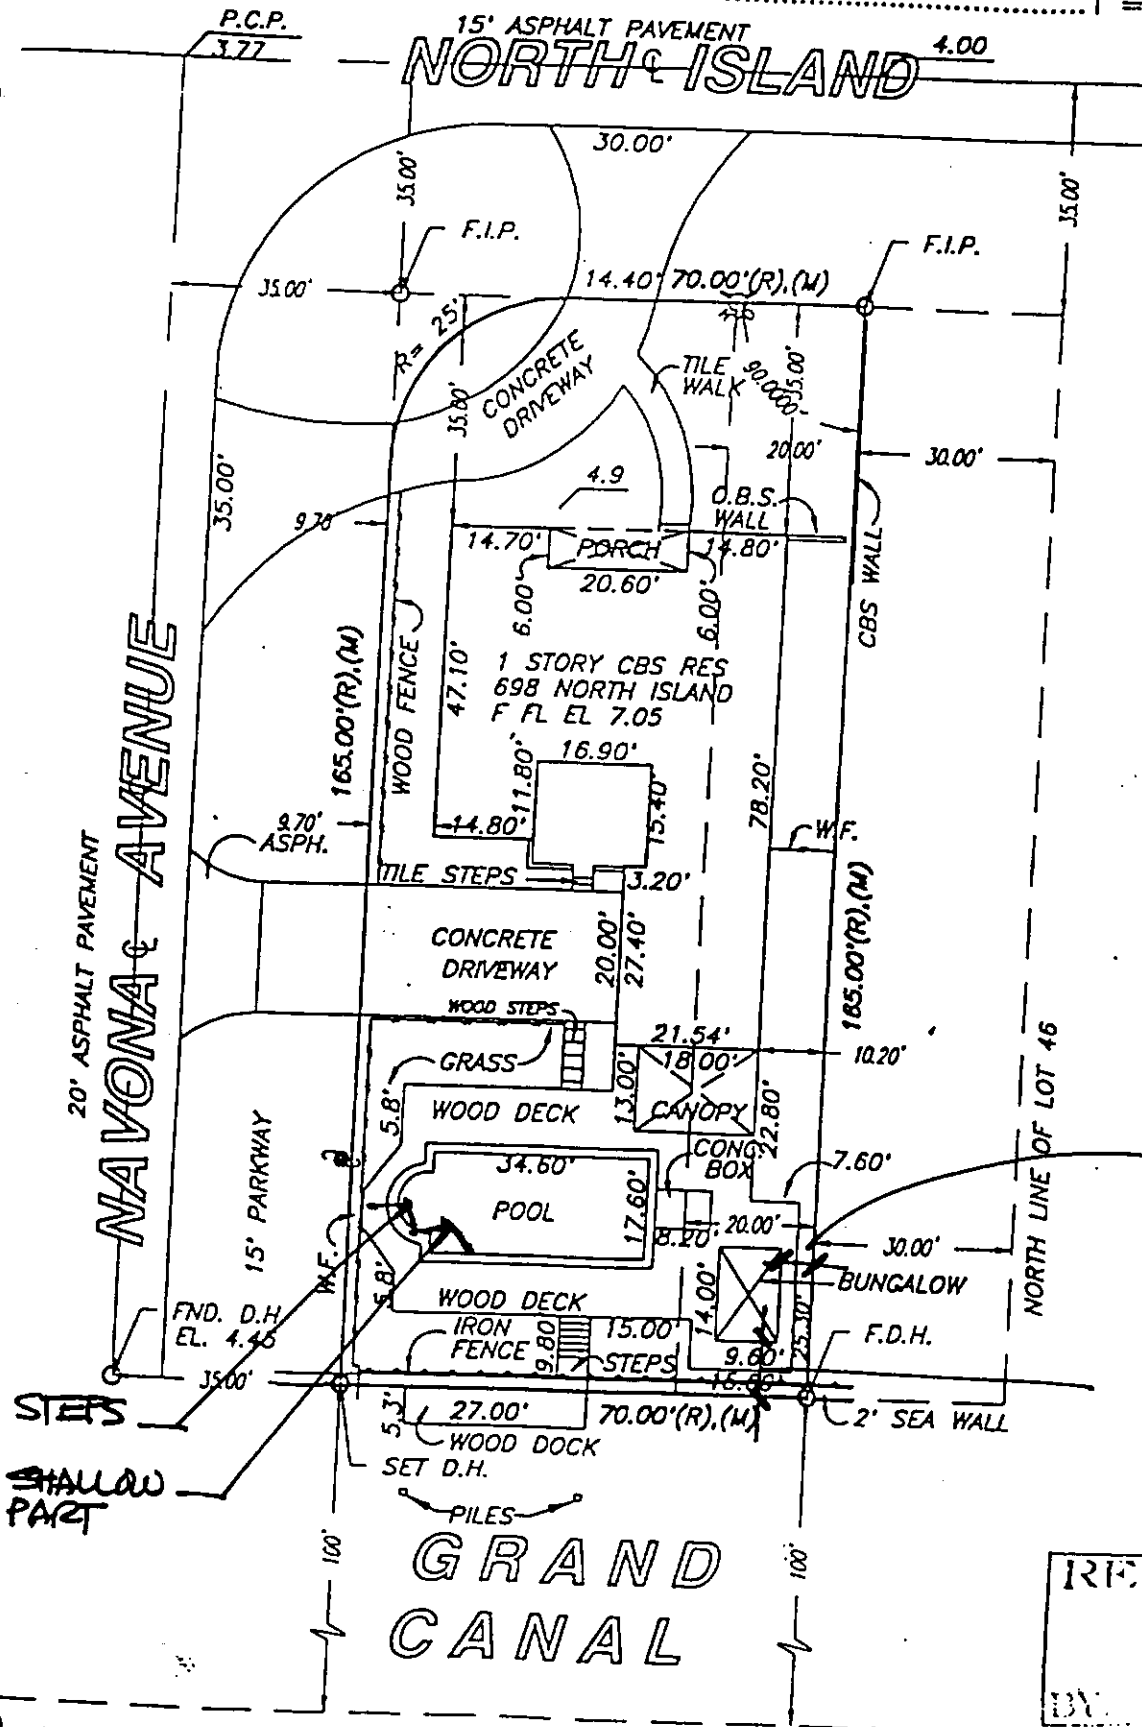 P.C.P.
3.77
15' ASPHALT PAVEMENT
4.00
NORTH ℄ ISLAND
30.00'
35.00'
35.00'
F.I.P.
F.I.P.
35.00'
14.40' 70.00'(R),(M)
R= 25'
35.80'
CONCRETE
DRIVEWAY
TILE
WALK
90.0000
35.00'
20.00'
30.00'
35.00'
9.70
4.9
C.B.S.
WALL
14.70'
PORCH
14.80'
20.60'
6.00'
6.00'
CBS WALL
WOOD FENCE
47.10'
165.00'(R),(M)
1 STORY CBS RES
698 NORTH ISLAND
F FL EL 7.05
16.90'
11.80'
15.40'
78.20'
14.80'
9.70'
ASPH.
W.F.
TILE STEPS
3.20'
NAVONA ℄ AVENUE
20' ASPHALT PAVEMENT
CONCRETE
DRIVEWAY
20.00'
27.40'
165.00'(R),(M)
WOOD STEPS
21.54'
18.00'
10.20'
GRASS
13.00'
CANOPY
22.80'
5.8'
WOOD DECK
CONC
BOX
7.60'
NORTH LINE OF LOT 46
15' PARKWAY
34.60'
POOL
17.60'
8.20'
20.00'
30.00'
W.F.
5.8'
14.00'
BUNGALOW
WOOD DECK
FND. D.H
EL. 4.45
IRON
FENCE
9.80
15.00'
STEPS
9.60'
25.30'
F.D.H.
35.00'
STEPS
5.3'
27.00'
70.00'(R),(M)
2' SEA WALL
WOOD DOCK
SET D.H.
SHALLOW
PART
PILES
100'
100'
GRAND
CANAL
BY: